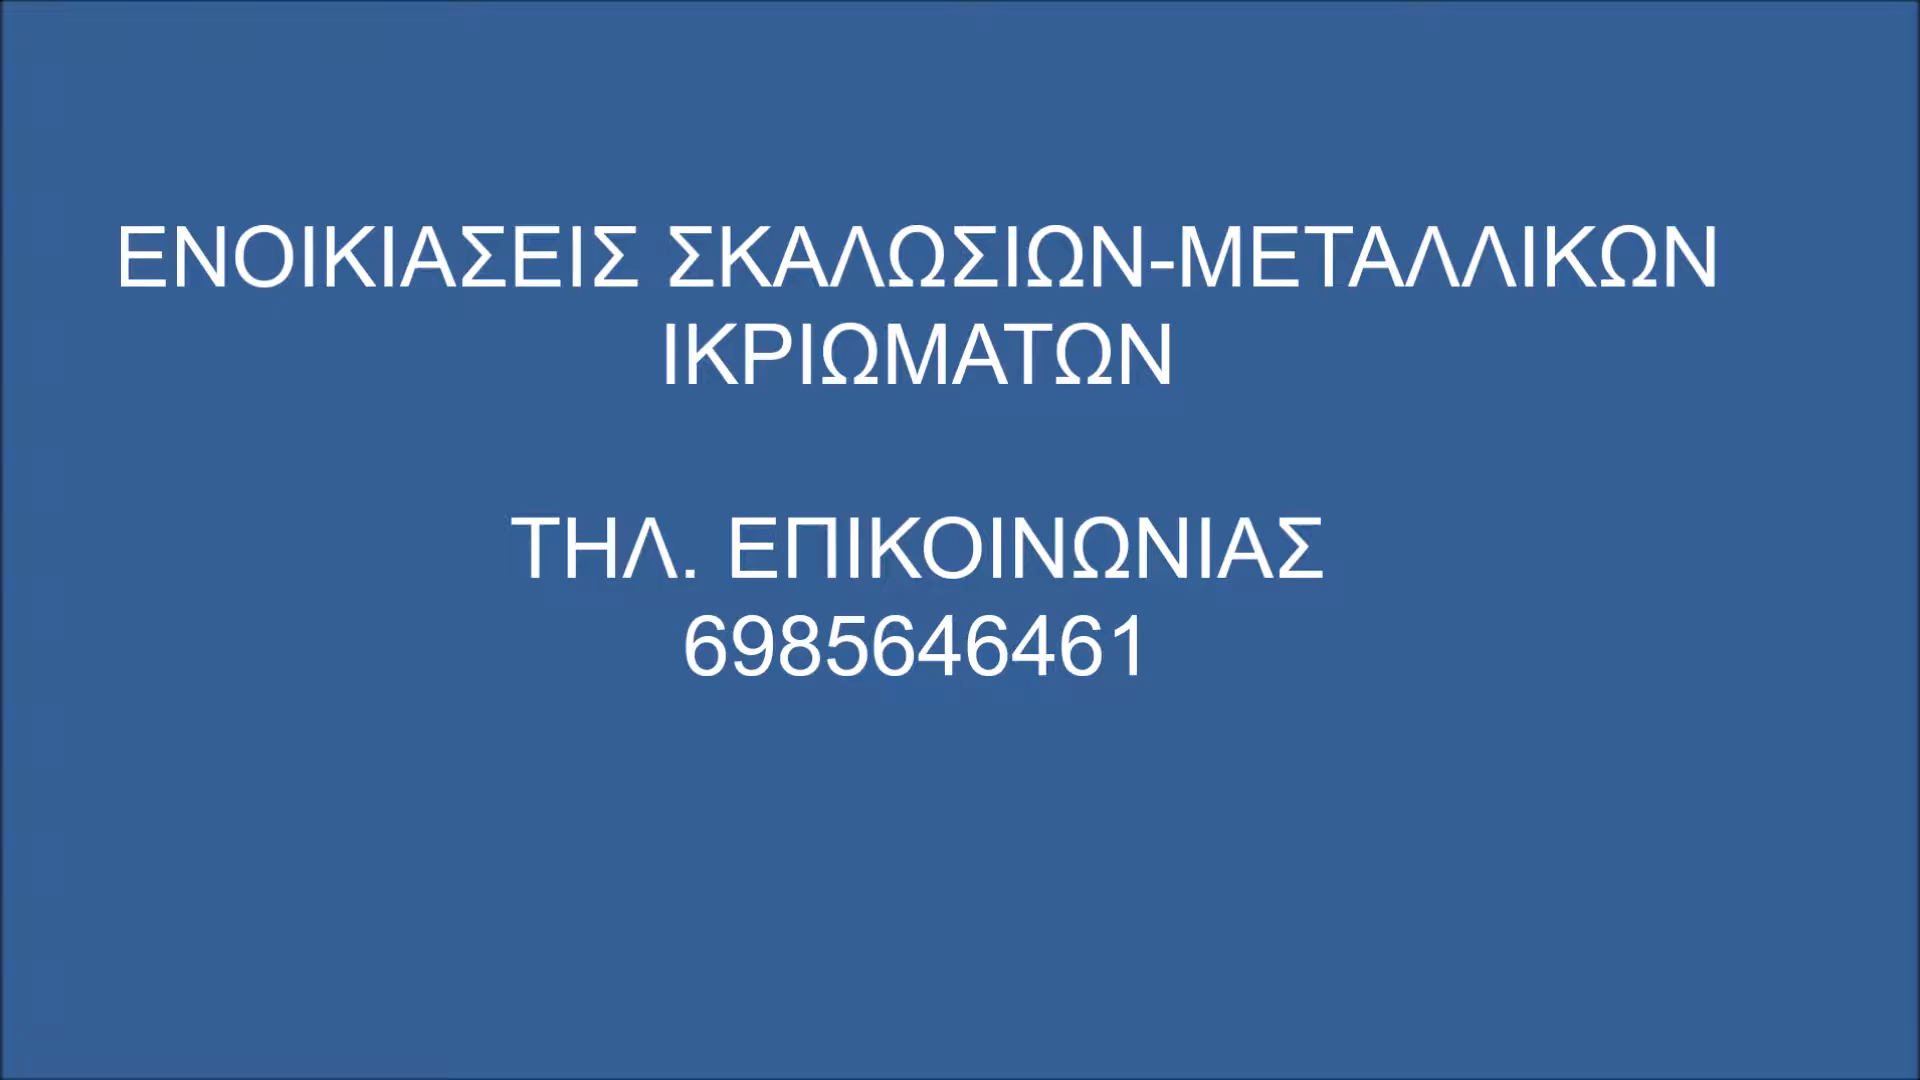 ΕΝΟΙΚΙΑΣΕΙΣ ΣΚΑΛΩΣΙΩΝ-ΜΕΤΑΛΛΙΚΩΝ
ΙΚΡΙΩΜΑΤΩΝ
ΤΗΛ. ΕΠΙΚΟΙΝΩΝΙΑΣ
6985646461